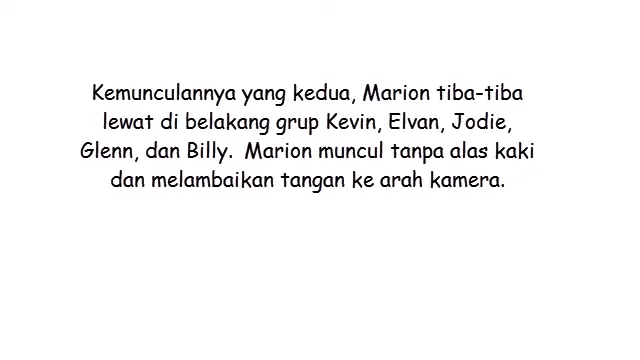 Kemunculannya yang kedua, Marion tiba-tiba
lewat di belakang grup Kevin, Elvan, Jodie,
Glenn, dan Billy.  Marion muncul tanpa alas kaki
dan melambaikan tangan ke arah kamera.